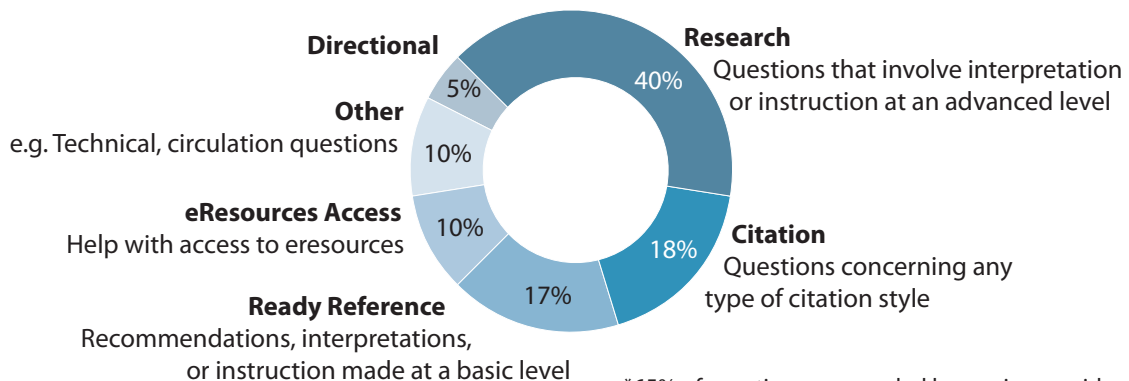 Directional
5%
Research
40%
Questions that involve interpretation
or instruction at an advanced level
Other
e.g. Technical, circulation questions
10%
eResources Access
Help with access to eresources
10%
Citation
18%
Questions concerning any
type of citation style
Ready Reference
17%
Recommendations, interpretations,
or instruction made at a basic level